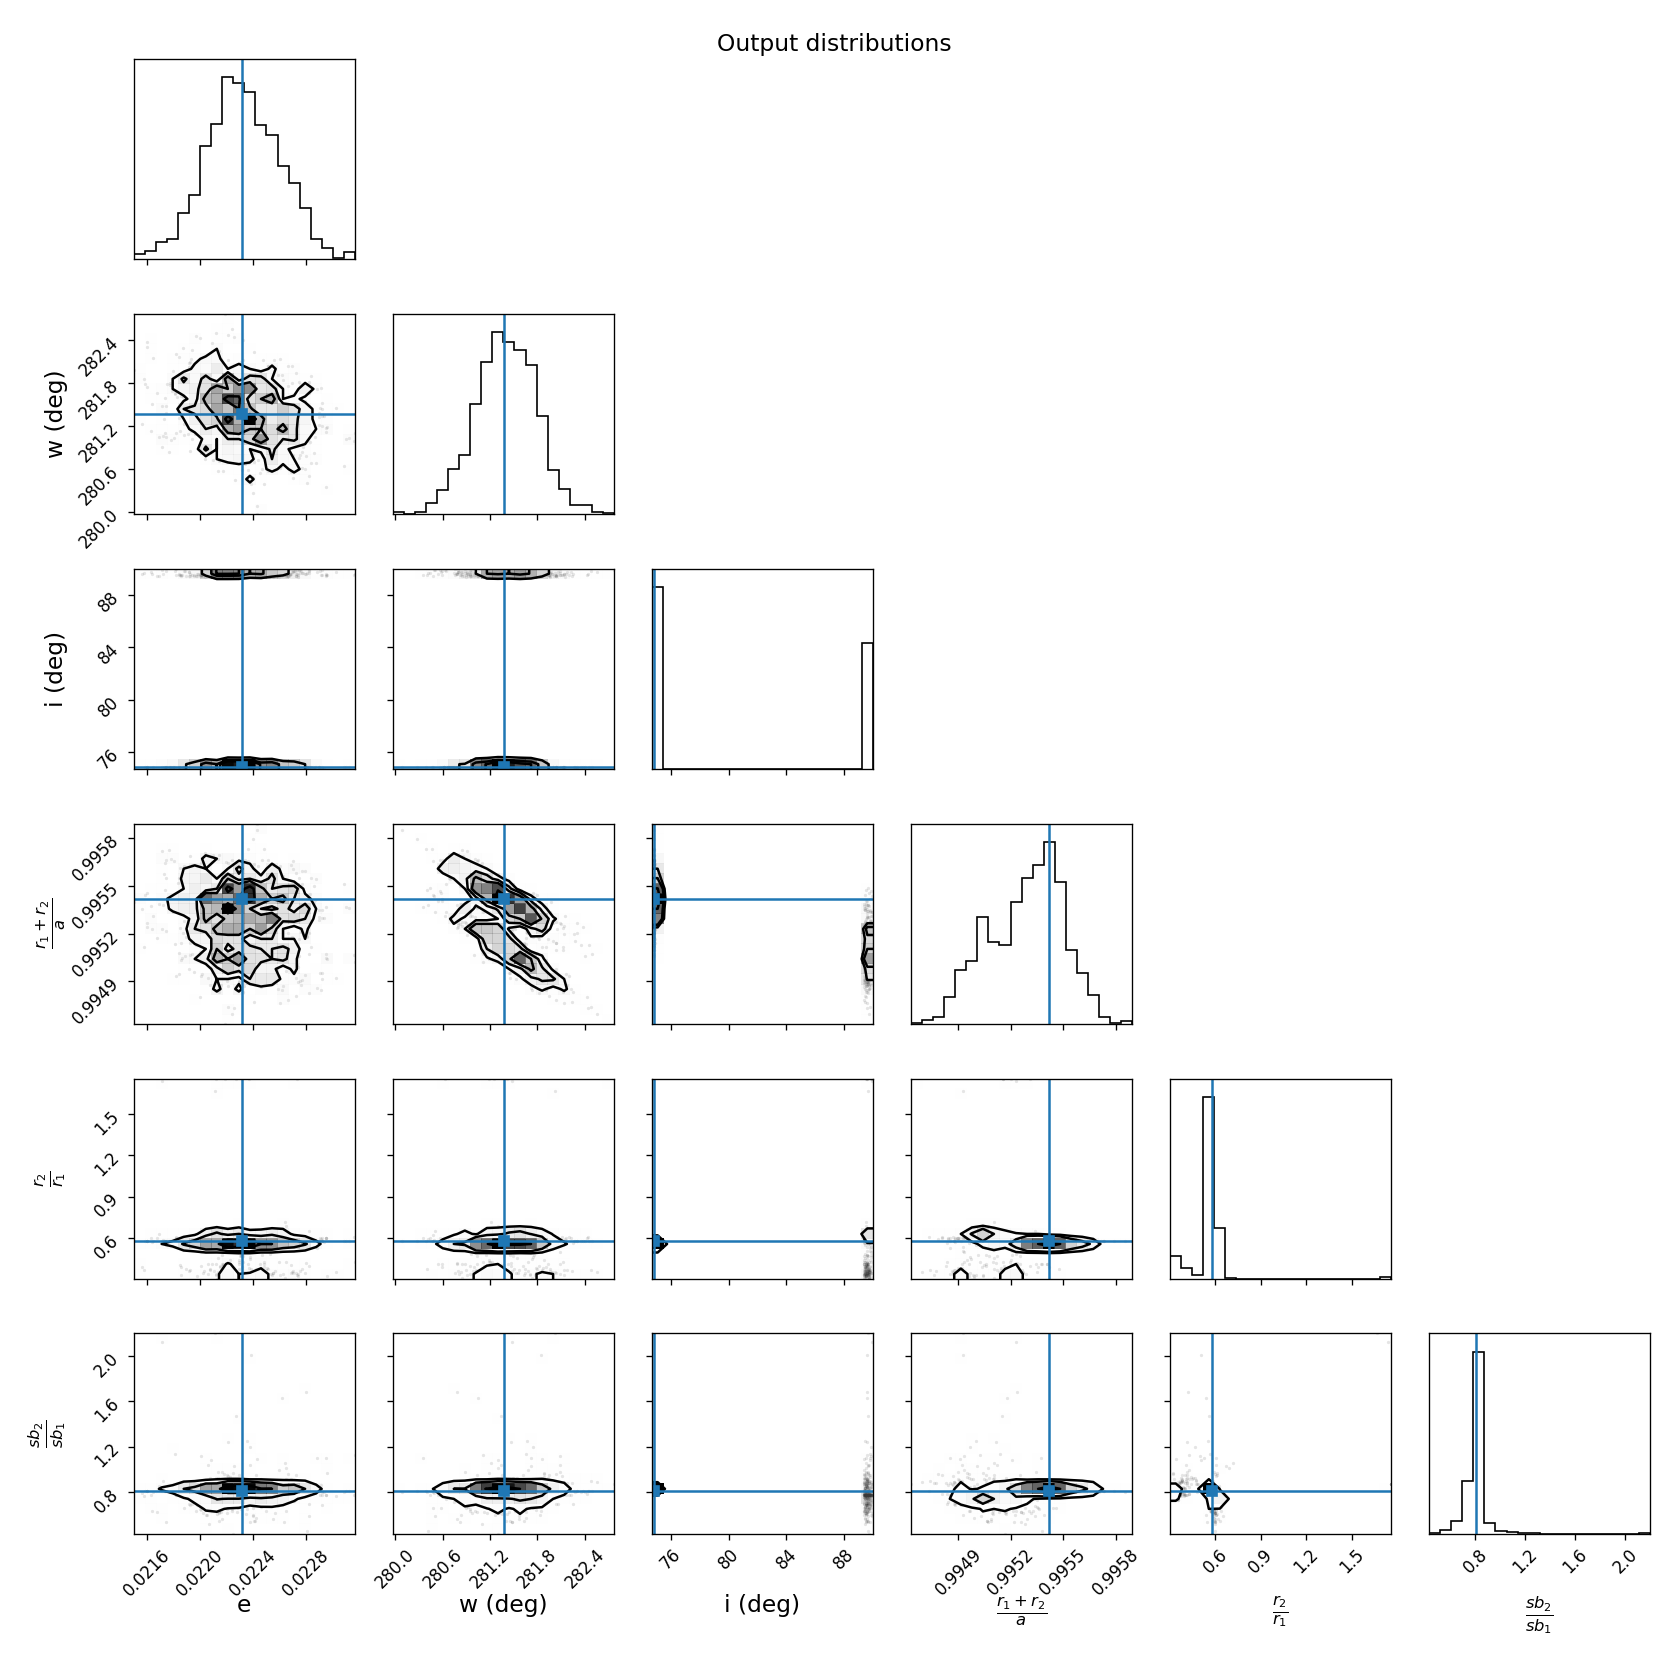 Output distributions
w (deg)
282.4
281.8
281.2
280.6
280.0
i (deg)
88
84
80
76
r₁ + r₂
a
0.9958
0.9955
0.9952
0.9949
r₂
r₁
1.5
1.2
0.9
0.6
sb₂
sb₁
2.0
1.6
1.2
0.8
0.0216 0.0220 0.0224 0.0228
280.0 280.6 281.2 281.8 282.4
76 80 84 88
0.9949 0.9952 0.9955 0.9958
0.6 0.9 1.2 1.5
0.8 1.2 1.6 2.0
e
w (deg)
i (deg)
r₁ + r₂
a
r₂
r₁
sb₂
sb₁